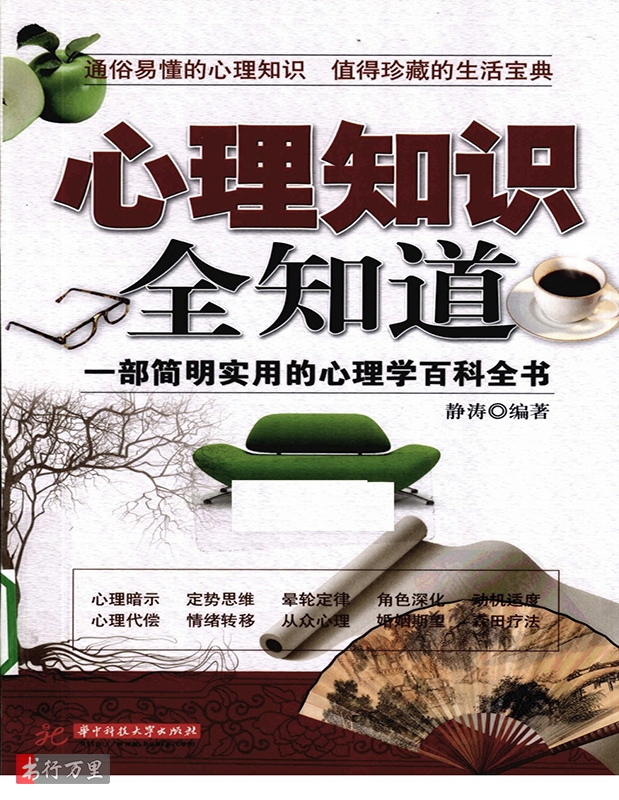 通俗易懂的心理知识 值得珍藏的生活宝典
心理知识
全知道
一部简明实用的心理学百科全书
静涛◎编著
心理暗示 定势思维 晕轮定律 角色深化 动机适度
心理代偿 情绪转移 从众心理 婚姻期望 森田疗法
华中科技大学出版社
书行万里